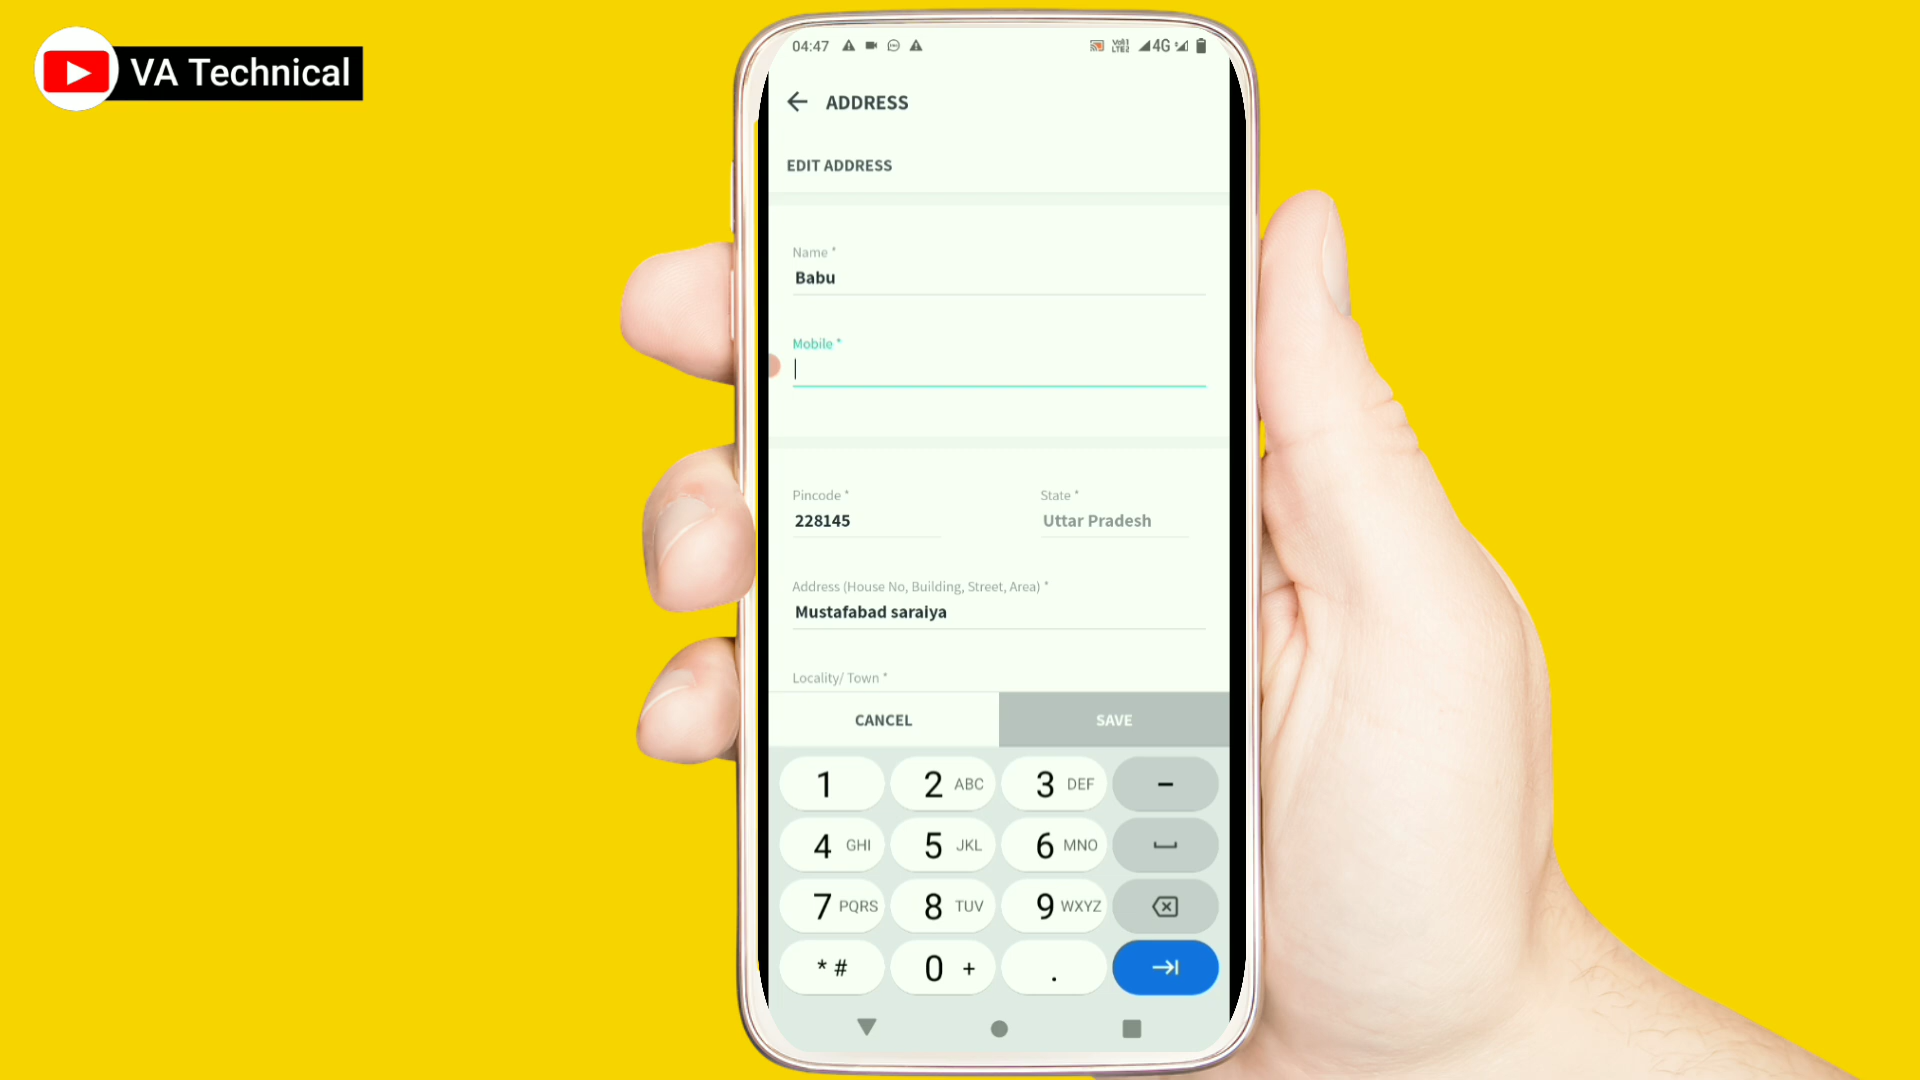 VA Technical
04:47 4G
ADDRESS
EDIT ADDRESS
Name *
Babu
Mobile *
Pincode * State *
228145 Uttar Pradesh
Address (House No, Building, Street, Area) *
Mustafabad saraiya
Locality/ Town *
CANCEL SAVE
1 2 ABC 3 DEF -
4 GHI 5 JKL 6 MNO
7 PQRS 8 TUV 9 WXYZ
* # 0 + .